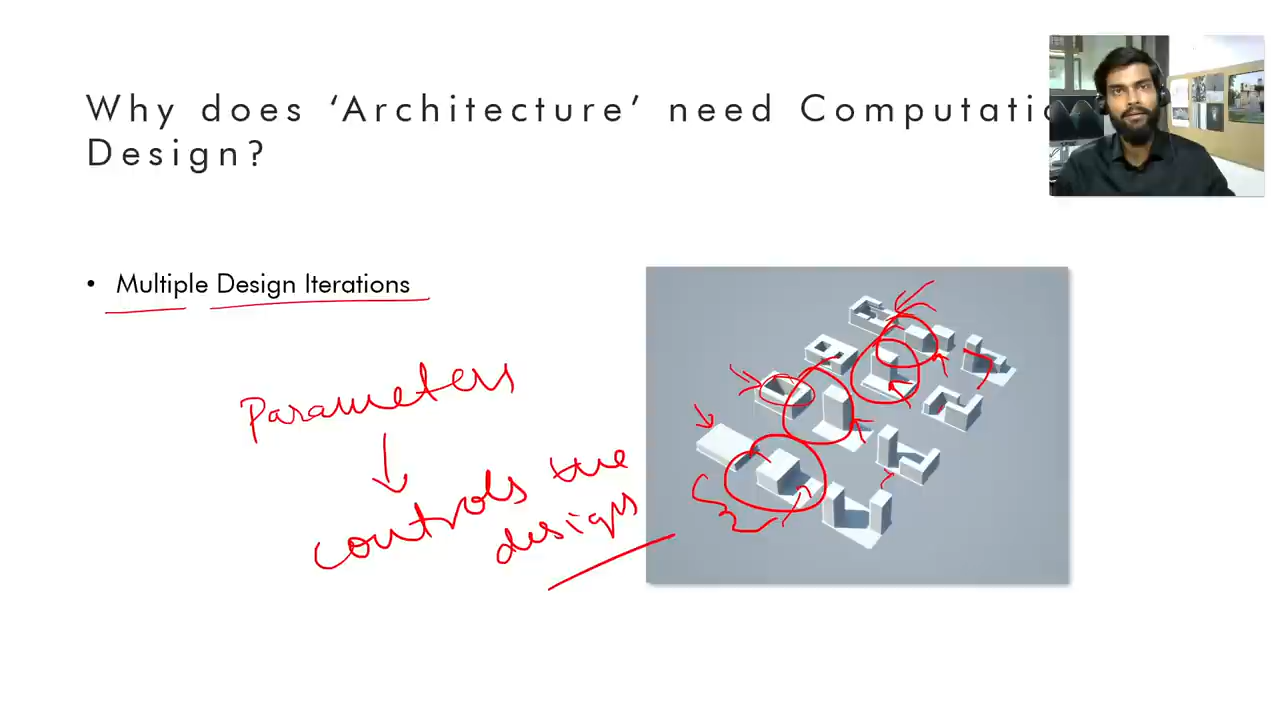 Why does ‘Architecture’ need Computatio
Design?
• Multiple Design Iterations
Parameters
controls the
design